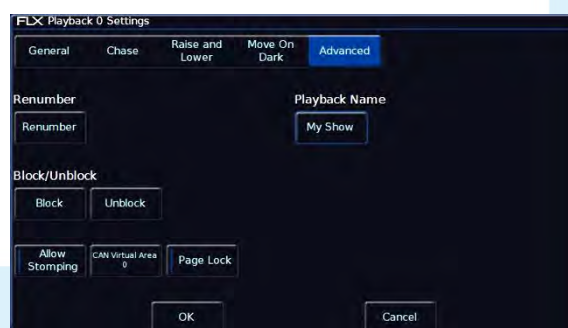 FLX Playback 0 Settings
General
Chase
Raise and
Lower
Move On
Dark
Advanced
Renumber
Playback Name
Renumber
My Show
Block/Unblock
Block
Unblock
Allow
Stomping
CAN Virtual Area
0
Page Lock
OK
Cancel